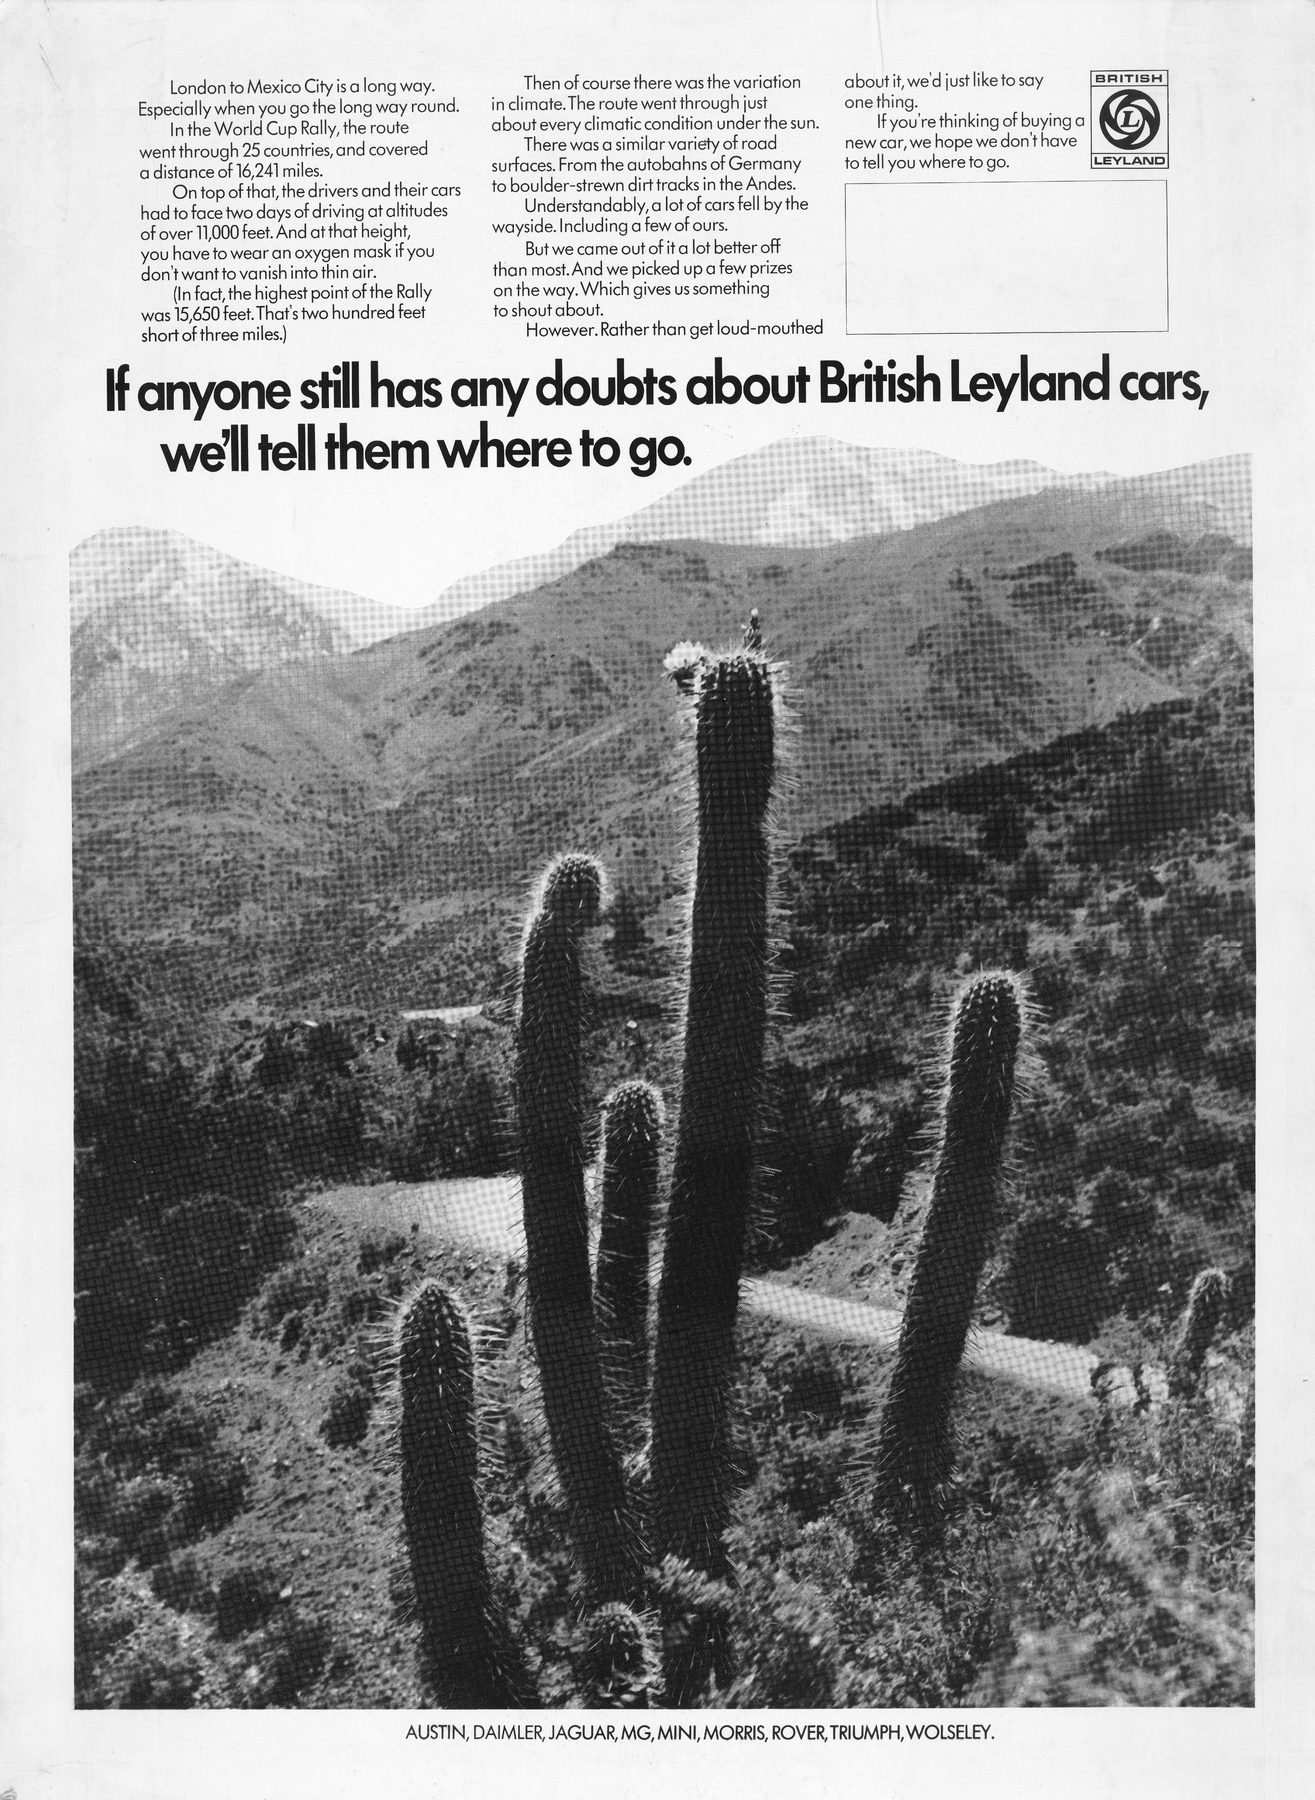 London to Mexico City is a long way.
Especially when you go the long way round.
In the World Cup Rally, the route
went through 25 countries, and covered
a distance of 16,241 miles.
On top of that, the drivers and their cars
had to face two days of driving at altitudes
of over 11,000 feet. And at that height,
you have to wear an oxygen mask if you
don't want to vanish into thin air.
(In fact, the highest point of the Rally
was 15,650 feet. That's two hundred feet
short of three miles.)
Then of course there was the variation
in climate. The route went through just
about every climatic condition under the sun.
There was a similar variety of road
surfaces. From the autobahns of Germany
to boulder-strewn dirt tracks in the Andes.
Understandably, a lot of cars fell by the
wayside. Including a few of ours.
But we came out of it a lot better off
than most. And we picked up a few prizes
on the way. Which gives us something
to shout about.
However. Rather than get loud-mouthed
about it, we'd just like to say
one thing.
If you're thinking of buying a
new car, we hope we don't have
to tell you where to go.
BRITISH
L
LEYLAND
If anyone still has any doubts about British Leyland cars,
we'll tell them where to go.
AUSTIN, DAIMLER, JAGUAR, MG, MINI, MORRIS, ROVER, TRIUMPH, WOLSELEY.